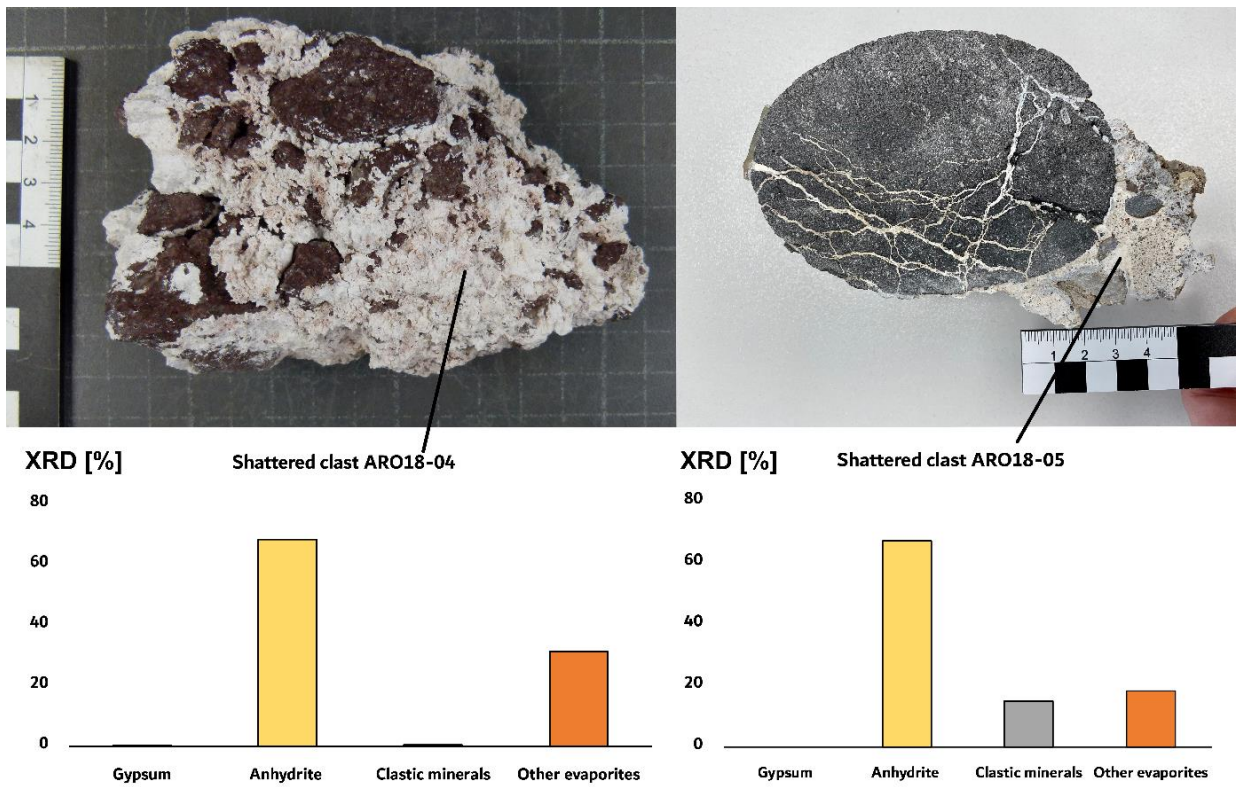 1
2
3
4
1 2 3 4
XRD [%]
Shattered clast ARO18-04
80
60
40
20
0
Gypsum Anhydrite Clastic minerals Other evaporites
XRD [%]
Shattered clast ARO18-05
80
60
40
20
0
Gypsum Anhydrite Clastic minerals Other evaporites